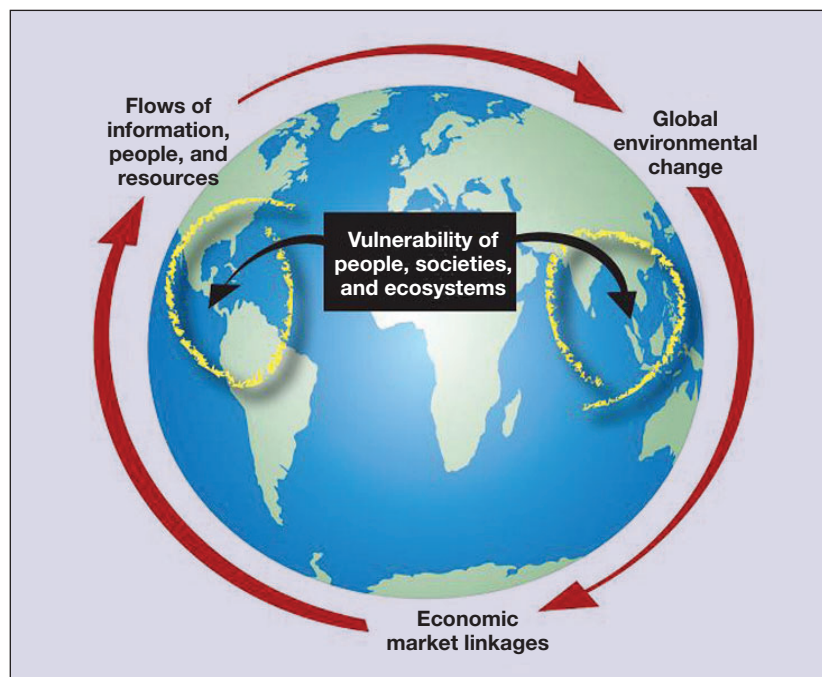 Flows of
information,
people, and
resources
Global
environmental
change
Vulnerability of
people, societies,
and ecosystems
Economic
market linkages